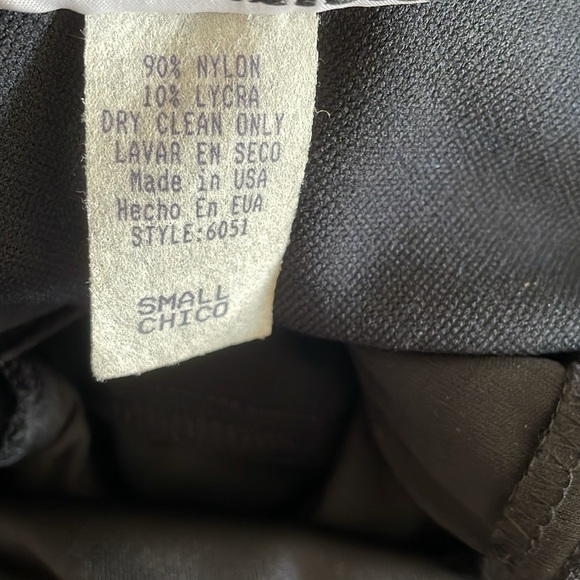 90% NYLON
10% LYCRA
DRY CLEAN ONLY
LAVAR EN SECO
Made in USA
Hecho En EUA
STYLE:6051
SMALL
CHICO